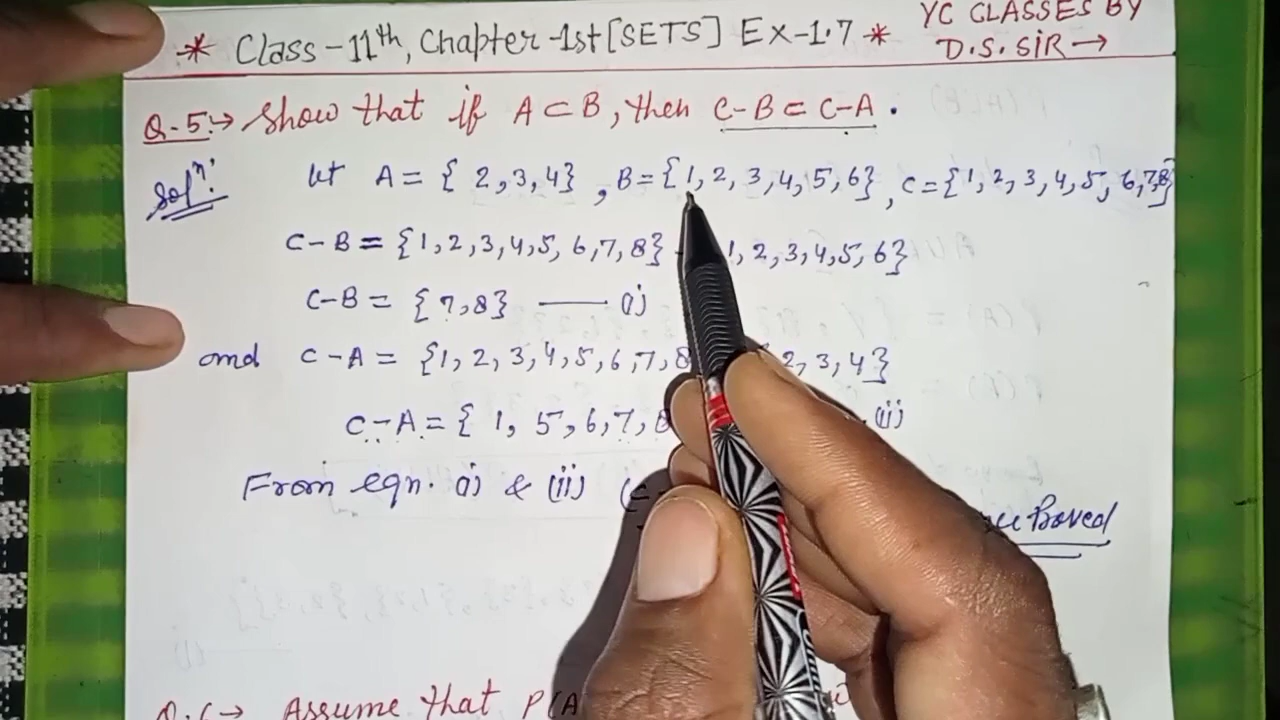 * Class-11th, Chapter-1st [SETS] Ex-1.7 *
YC CLASSES BY
D.S. SIR →
Q.5:→ Show that if A⊂B, then C-B⊂C-A.
Solⁿ: let A = {2,3,4}, B={1,2,3,4,5,6}, C={1,2,3,4,5,6,7,8}
C-B = {1,2,3,4,5,6,7,8} 1,2,3,4,5,6}
C-B = {7,8} —— (i)
and C-A = {1,2,3,4,5,6,7,8 2,3,4}
C-A = {1,5,6,7,8 (ii)
From eqn. (i) & (ii)
Proved
Assume that P(A